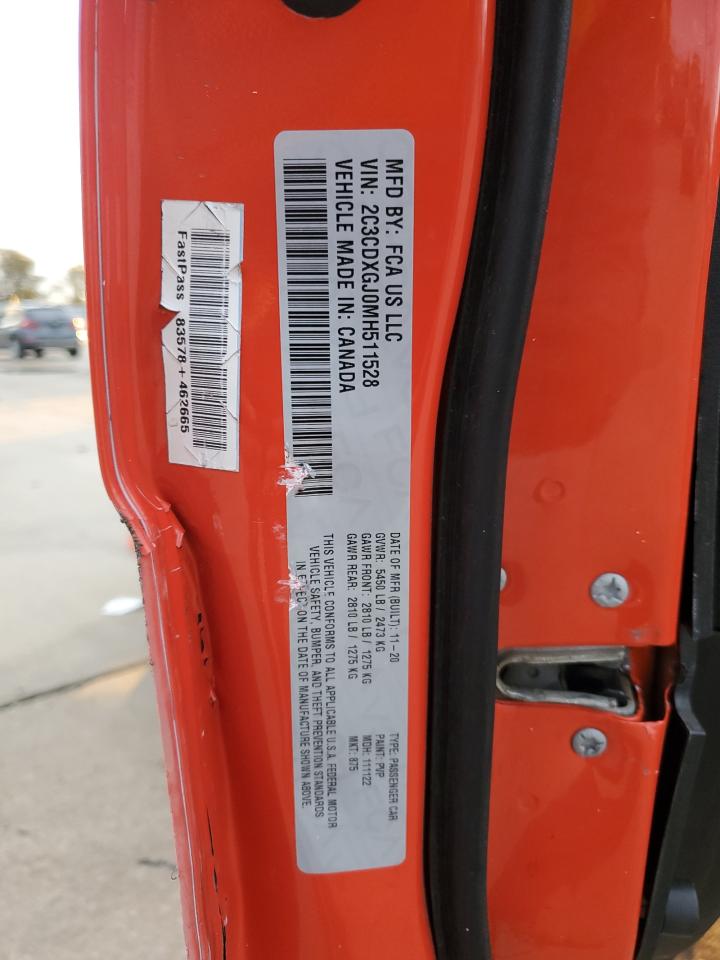 MFD BY: FCA US LLC
VIN: 2C3CDXGJ0MH511528
VEHICLE MADE IN: CANADA
DATE OF MFR (BUILT): 11-20
GVWR: 5450 LB / 2473 KG
GAWR FRONT: 2810 LB / 1275 KG
GAWR REAR: 2810 LB / 1275 KG
TYPE: PASSENGER CAR
PAINT: PVP
MDH: 111122
MKT: 875
THIS VEHICLE CONFORMS TO ALL APPLICABLE U.S.A. FEDERAL MOTOR
VEHICLE SAFETY, BUMPER, AND THEFT PREVENTION STANDARDS
IN EFFECT ON THE DATE OF MANUFACTURE SHOWN ABOVE.
FastPass 83578+462665